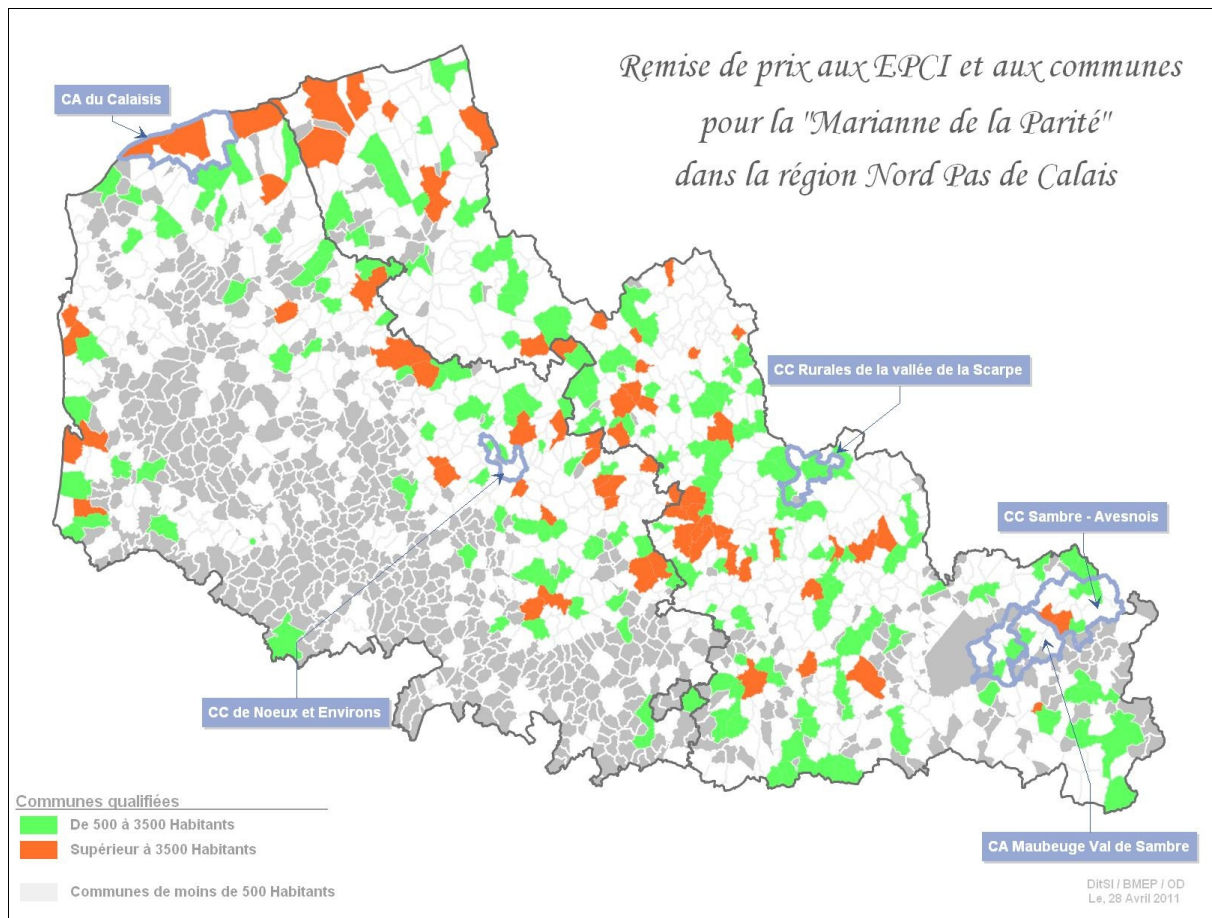 Remise de prix aux EPCI et aux communes
pour la "Marianne de la Parité"
dans la région Nord Pas de Calais
CA du Calaisis
CC Rurales de la vallée de la Scarpe
CC Sambre - Avesnois
CC de Noeux et Environs
CA Maubeuge Val de Sambre
Communes qualifiées
De 500 à 3500 Habitants
Supérieur à 3500 Habitants
Communes de moins de 500 Habitants
DitSI / BMEP / OD
Le, 28 Avril 2011